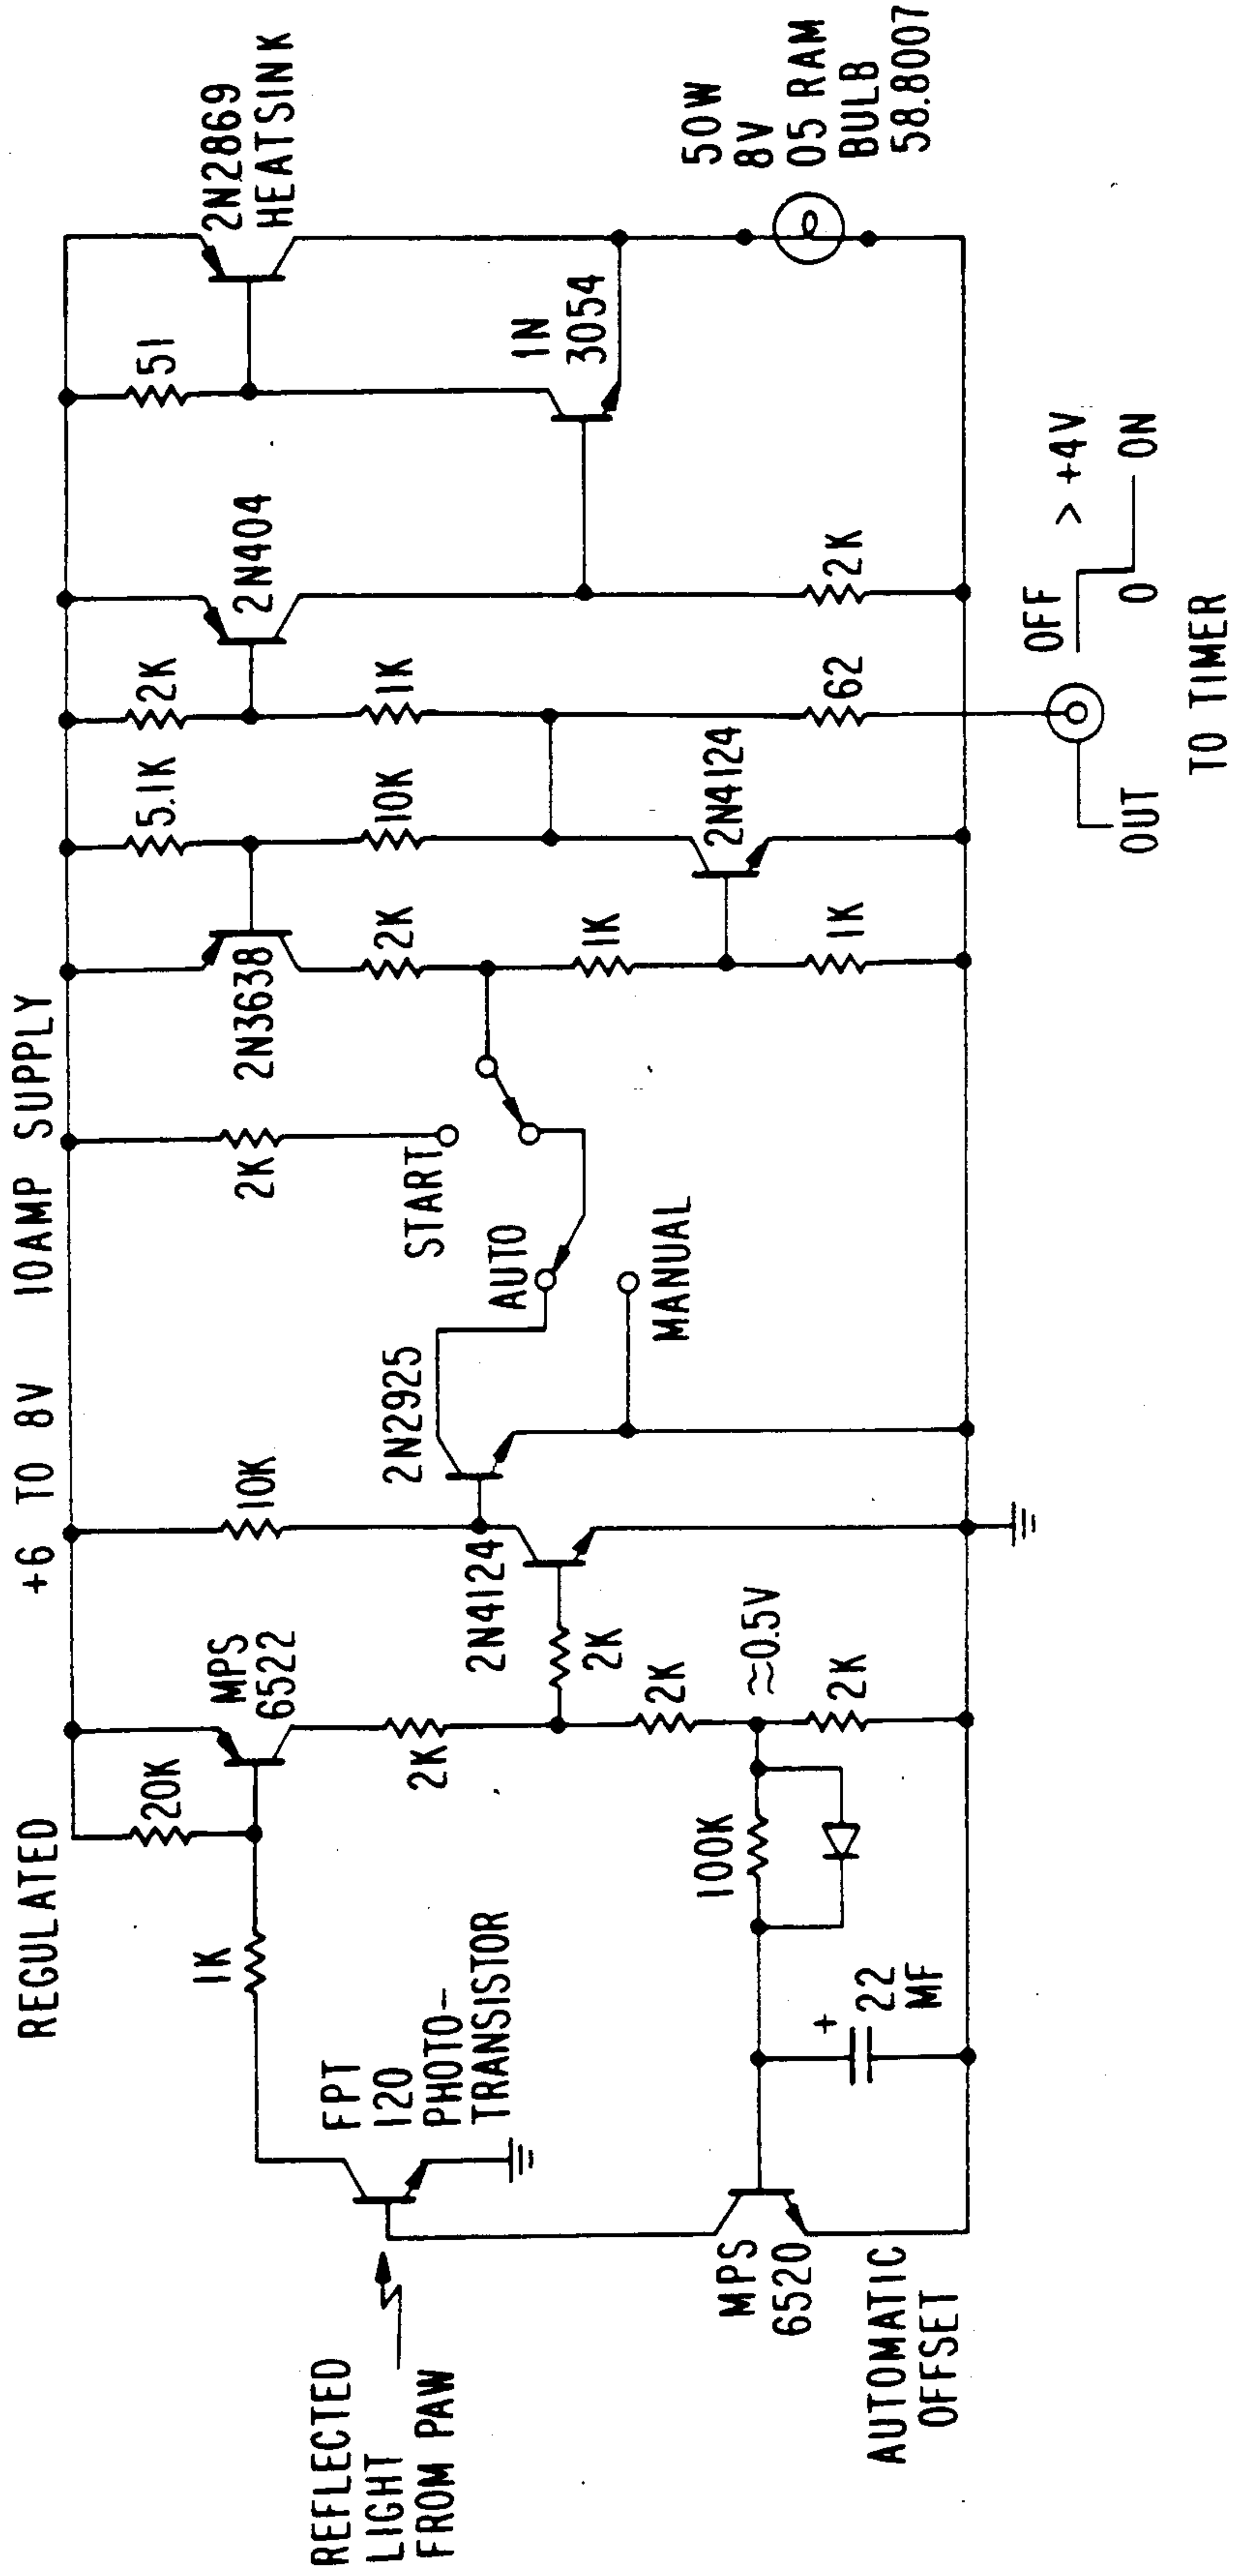 REGULATED +6 TO 8V 10AMP SUPPLY
20K
MPS
6522
10K
2K
2N3638
5.1K
2K
2N404
51
2N2869
HEATSINK
1K
FPT
120
PHOTO-
TRANSISTOR
REFLECTED
LIGHT
FROM PAW
2K
2N4124
2K
2N2925
START
AUTO
MANUAL
2K
10K
1K
1K
2N4124
1N
3054
100K
2K
≈0.5V
2K
1K
62
2K
50W
8V
05 RAM
BULB
58.8007
MPS
6520
AUTOMATIC
OFFSET
+
22
MF
OUT
OFF > +4V
0 ON
TO TIMER